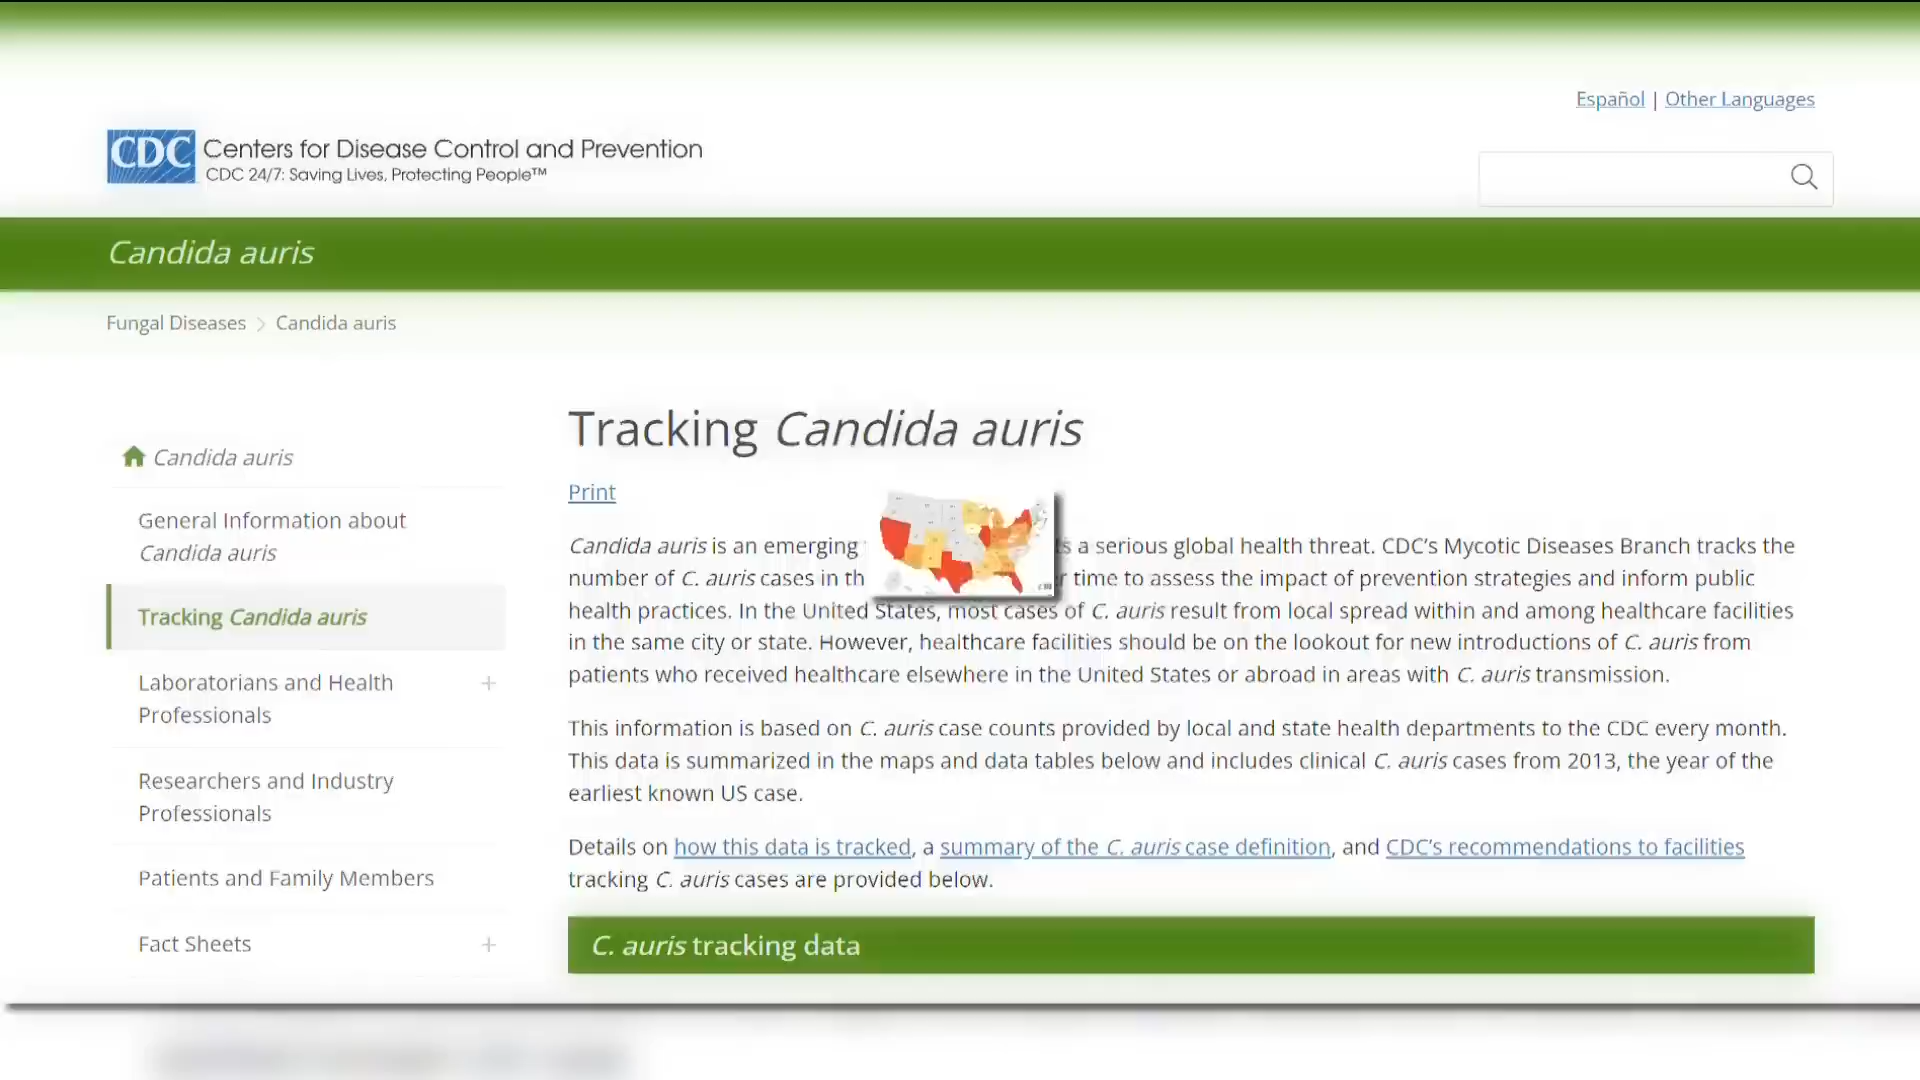 Español | Other Languages
CDC Centers for Disease Control and Prevention
CDC 24/7: Saving Lives, Protecting People™
Candida auris
Fungal Diseases > Candida auris
Candida auris
General Information about
Candida auris
Tracking Candida auris
Laboratorians and Health
Professionals
Researchers and Industry
Professionals
Patients and Family Members
Fact Sheets
Tracking Candida auris
Print
Candida auris is an emerging a serious global health threat. CDC’s Mycotic Diseases Branch tracks the
number of C. auris cases in th time to assess the impact of prevention strategies and inform public
health practices. In the United States, most cases of C. auris result from local spread within and among healthcare facilities
in the same city or state. However, healthcare facilities should be on the lookout for new introductions of C. auris from
patients who received healthcare elsewhere in the United States or abroad in areas with C. auris transmission.
This information is based on C. auris case counts provided by local and state health departments to the CDC every month.
This data is summarized in the maps and data tables below and includes clinical C. auris cases from 2013, the year of the
earliest known US case.
Details on how this data is tracked, a summary of the C. auris case definition, and CDC’s recommendations to facilities
tracking C. auris cases are provided below.
C. auris tracking data